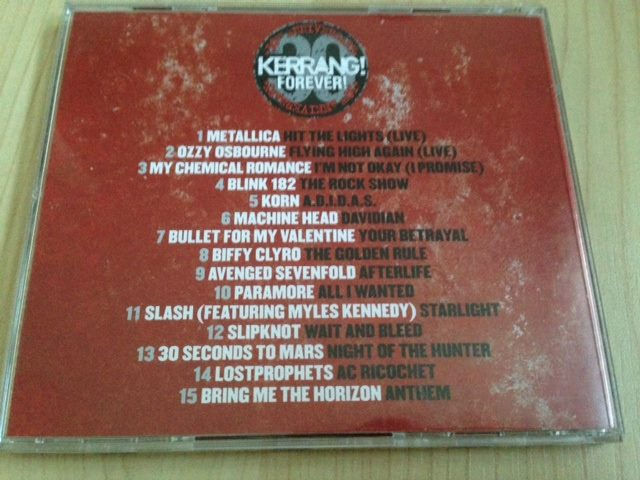 30
KERRANG!
FOREVER!
1 METALLICA HIT THE LIGHTS (LIVE)
2 OZZY OSBOURNE FLYING HIGH AGAIN (LIVE)
3 MY CHEMICAL ROMANCE I'M NOT OKAY (I PROMISE)
4 BLINK 182 THE ROCK SHOW
5 KORN A.D.I.D.A.S.
6 MACHINE HEAD DAVIDIAN
7 BULLET FOR MY VALENTINE YOUR BETRAYAL
8 BIFFY CLYRO THE GOLDEN RULE
9 AVENGED SEVENFOLD AFTERLIFE
10 PARAMORE ALL I WANTED
11 SLASH (FEATURING MYLES KENNEDY) STARLIGHT
12 SLIPKNOT WAIT AND BLEED
13 30 SECONDS TO MARS NIGHT OF THE HUNTER
14 LOSTPROPHETS AC RICOCHET
15 BRING ME THE HORIZON ANTHEM